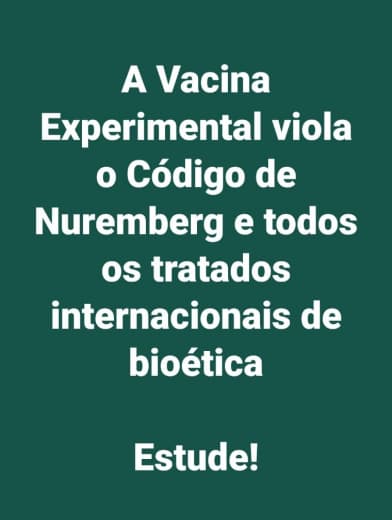 A Vacina
Experimental viola
o Código de
Nuremberg e todos
os tratados
internacionais de
bioética
Estude!